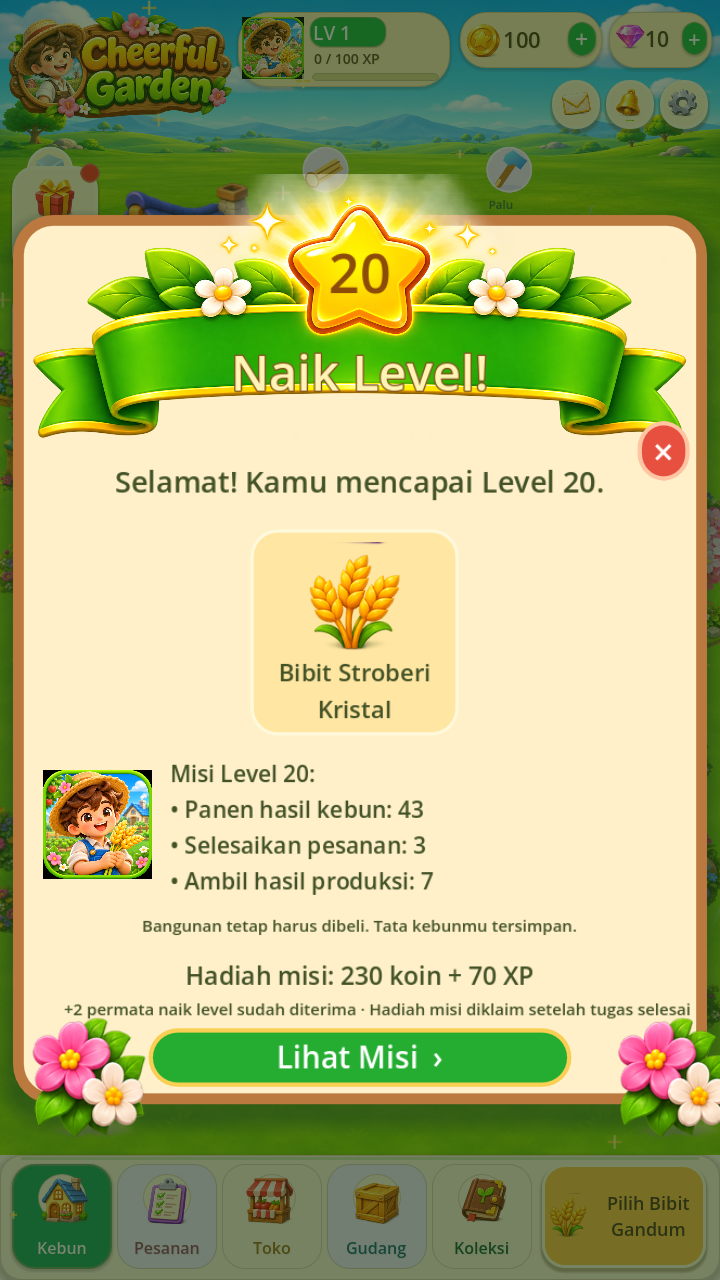 Cheerful
Garden
LV 1
0 / 100 XP
100
+
10
+
Palu
20
Naik Level!
×
Selamat! Kamu mencapai Level 20.
Bibit Stroberi
Kristal
Misi Level 20:
• Panen hasil kebun: 43
• Selesaikan pesanan: 3
• Ambil hasil produksi: 7
Bangunan tetap harus dibeli. Tata kebunmu tersimpan.
Hadiah misi: 230 koin + 70 XP
+2 permata naik level sudah diterima · Hadiah misi diklaim setelah tugas selesai
Lihat Misi ›
Kebun
Pesanan
Toko
Gudang
Koleksi
Pilih Bibit
Gandum